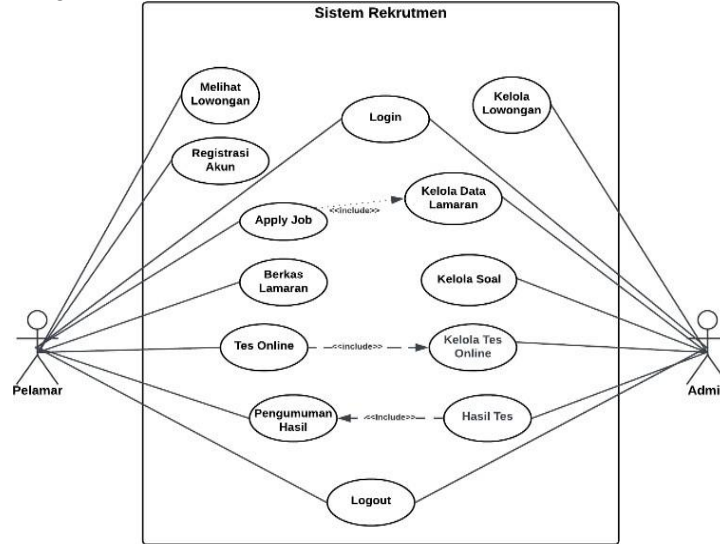 Sistem Rekrutmen
Melihat
Lowongan
Kelola
Lowongan
Login
Registrasi
Akun
Kelola Data
Lamaran
<<include>>
Apply Job
Berkas
Lamaran
Kelola Soal
Tes Online
<<include>>
Kelola Tes
Online
Pelamar
Admi
Pengumuman
Hasil
<<Include>>
Hasil Tes
Logout